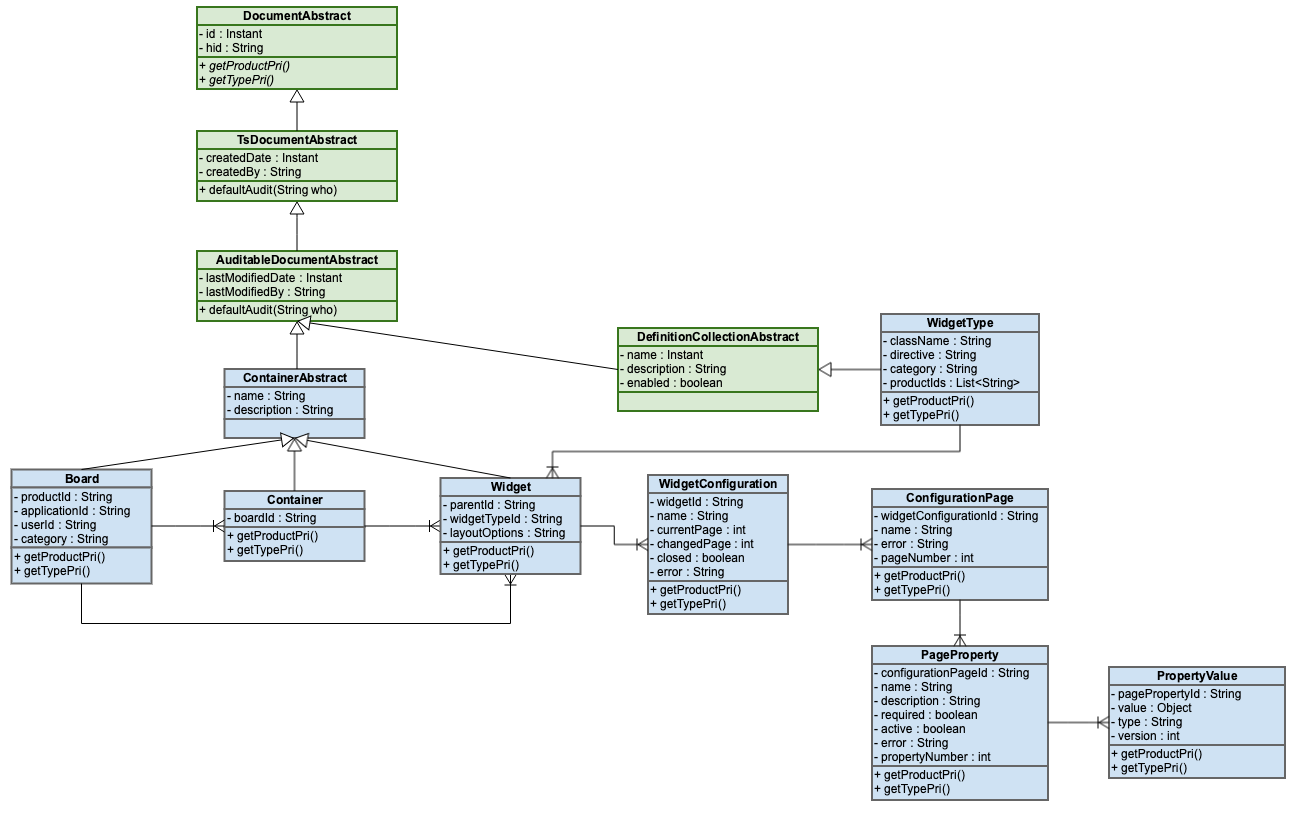 DocumentAbstract
- id : Instant
- hid : String
+ getProductPri()
+ getTypePri()
TsDocumentAbstract
- createdDate : Instant
- createdBy : String
+ defaultAudit(String who)
AuditableDocumentAbstract
- lastModifiedDate : Instant
- lastModifiedBy : String
+ defaultAudit(String who)
DefinitionCollectionAbstract
- name : Instant
- description : String
- enabled : boolean
WidgetType
- className : String
- directive : String
- category : String
- productIds : List<String>
+ getProductPri()
+ getTypePri()
ContainerAbstract
- name : String
- description : String
Board
- productId : String
- applicationId : String
- userId : String
- category : String
+ getProductPri()
+ getTypePri()
Container
- boardId : String
+ getProductPri()
+ getTypePri()
Widget
- parentId : String
- widgetTypeId : String
- layoutOptions : String
+ getProductPri()
+ getTypePri()
WidgetConfiguration
- widgetId : String
- name : String
- currentPage : int
- changedPage : int
- closed : boolean
- error : String
+ getProductPri()
+ getTypePri()
ConfigurationPage
- widgetConfigurationId : String
- name : String
- error : String
- pageNumber : int
+ getProductPri()
+ getTypePri()
PageProperty
- configurationPageId : String
- name : String
- description : String
- required : boolean
- active : boolean
- error : String
- propertyNumber : int
+ getProductPri()
+ getTypePri()
PropertyValue
- pagePropertyId : String
- value : Object
- type : String
- version : int
+ getProductPri()
+ getTypePri()